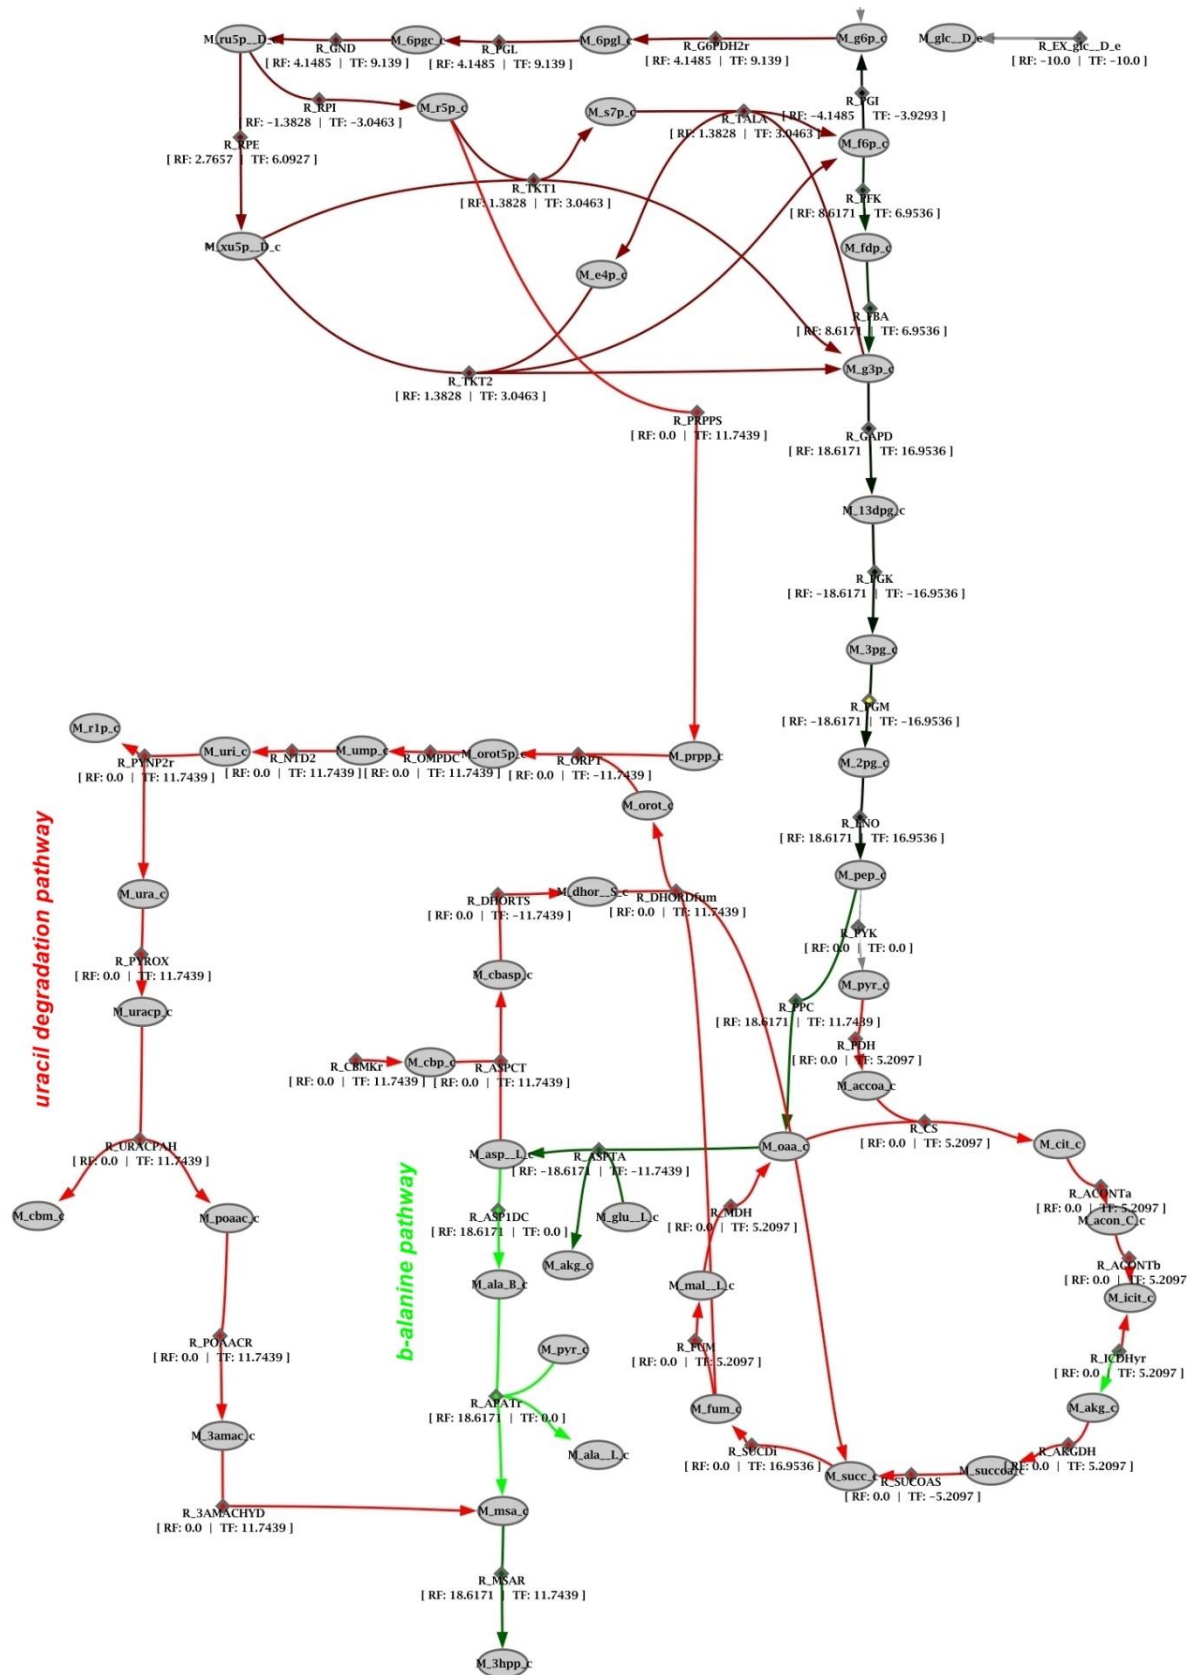 M_ru5p__D_c
R_GND
[ RF: 4.1485 | TF: 9.139 ]
M_6pgc_c
R_PGL
[ RF: 4.1485 | TF: 9.139 ]
M_6pgl_c
R_G6PDH2r
[ RF: 4.1485 | TF: 9.139 ]
M_g6p_c
M_glc__D_e
R_EX_glc__D_e
[ RF: −10.0 | TF: −10.0 ]
R_RPI
[ RF: −1.3828 | TF: −3.0463 ]
M_r5p_c
M_s7p_c
R_TALA
[ RF: 1.3828 | TF: 3.0463 ]
R_PGI
[ RF: −4.1485 | TF: −3.9293 ]
M_f6p_c
R_RPE
[ RF: 2.7657 | TF: 6.0927 ]
R_TKT1
[ RF: 1.3828 | TF: 3.0463 ]
R_PFK
[ RF: 8.6171 | TF: 6.9536 ]
M_xu5p__D_c
M_fdp_c
M_e4p_c
R_FBA
[ RF: 8.6171 | TF: 6.9536 ]
M_g3p_c
R_TKT2
[ RF: 1.3828 | TF: 3.0463 ]
R_PRPPS
[ RF: 0.0 | TF: 11.7439 ]
R_GAPD
[ RF: 18.6171 | TF: 16.9536 ]
M_13dpg_c
R_PGK
[ RF: −18.6171 | TF: −16.9536 ]
M_3pg_c
R_PGM
[ RF: −18.6171 | TF: −16.9536 ]
M_r1p_c
R_PYNP2r
[ RF: 0.0 | TF: 11.7439 ]
M_uri_c
R_NTD2
[ RF: 0.0 | TF: 11.7439 ]
M_ump_c
R_OMPDC
[ RF: 0.0 | TF: 11.7439 ]
M_orot5p_c
R_ORPT
[ RF: 0.0 | TF: −11.7439 ]
M_prpp_c
M_2pg_c
M_orot_c
R_ENO
[ RF: 18.6171 | TF: 16.9536 ]
uracil degradation pathway
M_ura_c
R_DHORTS
[ RF: 0.0 | TF: −11.7439 ]
M_dhor__S_c
R_DHORDfum
[ RF: 0.0 | TF: 11.7439 ]
M_pep_c
R_PYK
[ RF: 0.0 | TF: 0.0 ]
R_PYROX
[ RF: 0.0 | TF: 11.7439 ]
M_cbasp_c
M_pyr_c
M_uracp_c
R_PPC
[ RF: 18.6171 | TF: 11.7439 ]
R_PDH
[ RF: 0.0 | TF: 5.2097 ]
R_CBMKr
[ RF: 0.0 | TF: 11.7439 ]
M_cbp_c
R_ASPCT
[ RF: 0.0 | TF: 11.7439 ]
M_accoa_c
R_CS
[ RF: 0.0 | TF: 5.2097 ]
M_cit_c
R_URACPAH
[ RF: 0.0 | TF: 11.7439 ]
M_asp__L_c
R_ASPTA
[ RF: −18.6171 | TF: −11.7439 ]
M_oaa_c
R_ACONTa
[ RF: 0.0 | TF: 5.2097 ]
M_cbm_c
M_poaac_c
b-alanine pathway
R_ASP1DC
[ RF: 18.6171 | TF: 0.0 ]
M_glu__L_c
R_MDH
[ RF: 0.0 | TF: 5.2097 ]
M_acon_C_c
R_ACONTb
[ RF: 0.0 | TF: 5.2097
M_akg_c
M_ala_B_c
M_mal__L_c
M_icit_c
R_POAACR
[ RF: 0.0 | TF: 11.7439 ]
M_pyr_c
R_FUM
[ RF: 0.0 | TF: 5.2097 ]
R_ICDHyr
[ RF: 0.0 | TF: 5.2097 ]
R_APATr
[ RF: 18.6171 | TF: 0.0 ]
M_fum_c
M_akg_c
M_3amac_c
M_ala__L_c
R_SUCDi
[ RF: 0.0 | TF: 16.9536 ]
M_succ_c
R_SUCOAS
[ RF: 0.0 | TF: −5.2097 ]
M_succoa_c
R_AKGDH
[ RF: 0.0 | TF: 5.2097 ]
R_3AMACHYD
[ RF: 0.0 | TF: 11.7439 ]
M_msa_c
R_MSAR
[ RF: 18.6171 | TF: 11.7439 ]
M_3hpp_c